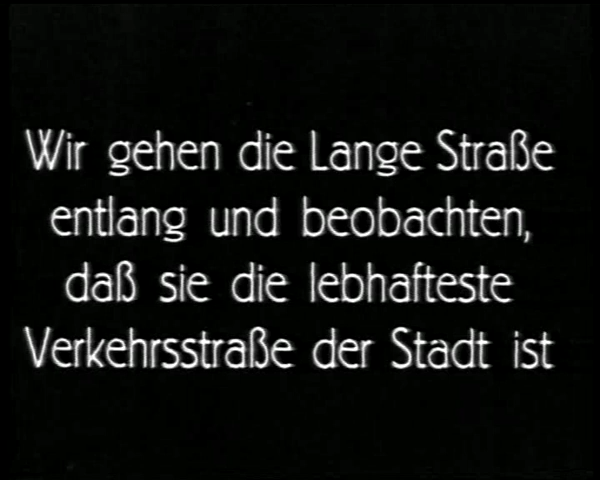 Wir gehen die Lange Straße
entlang und beobachten,
daß sie die lebhafteste
Verkehrsstraße der Stadt ist